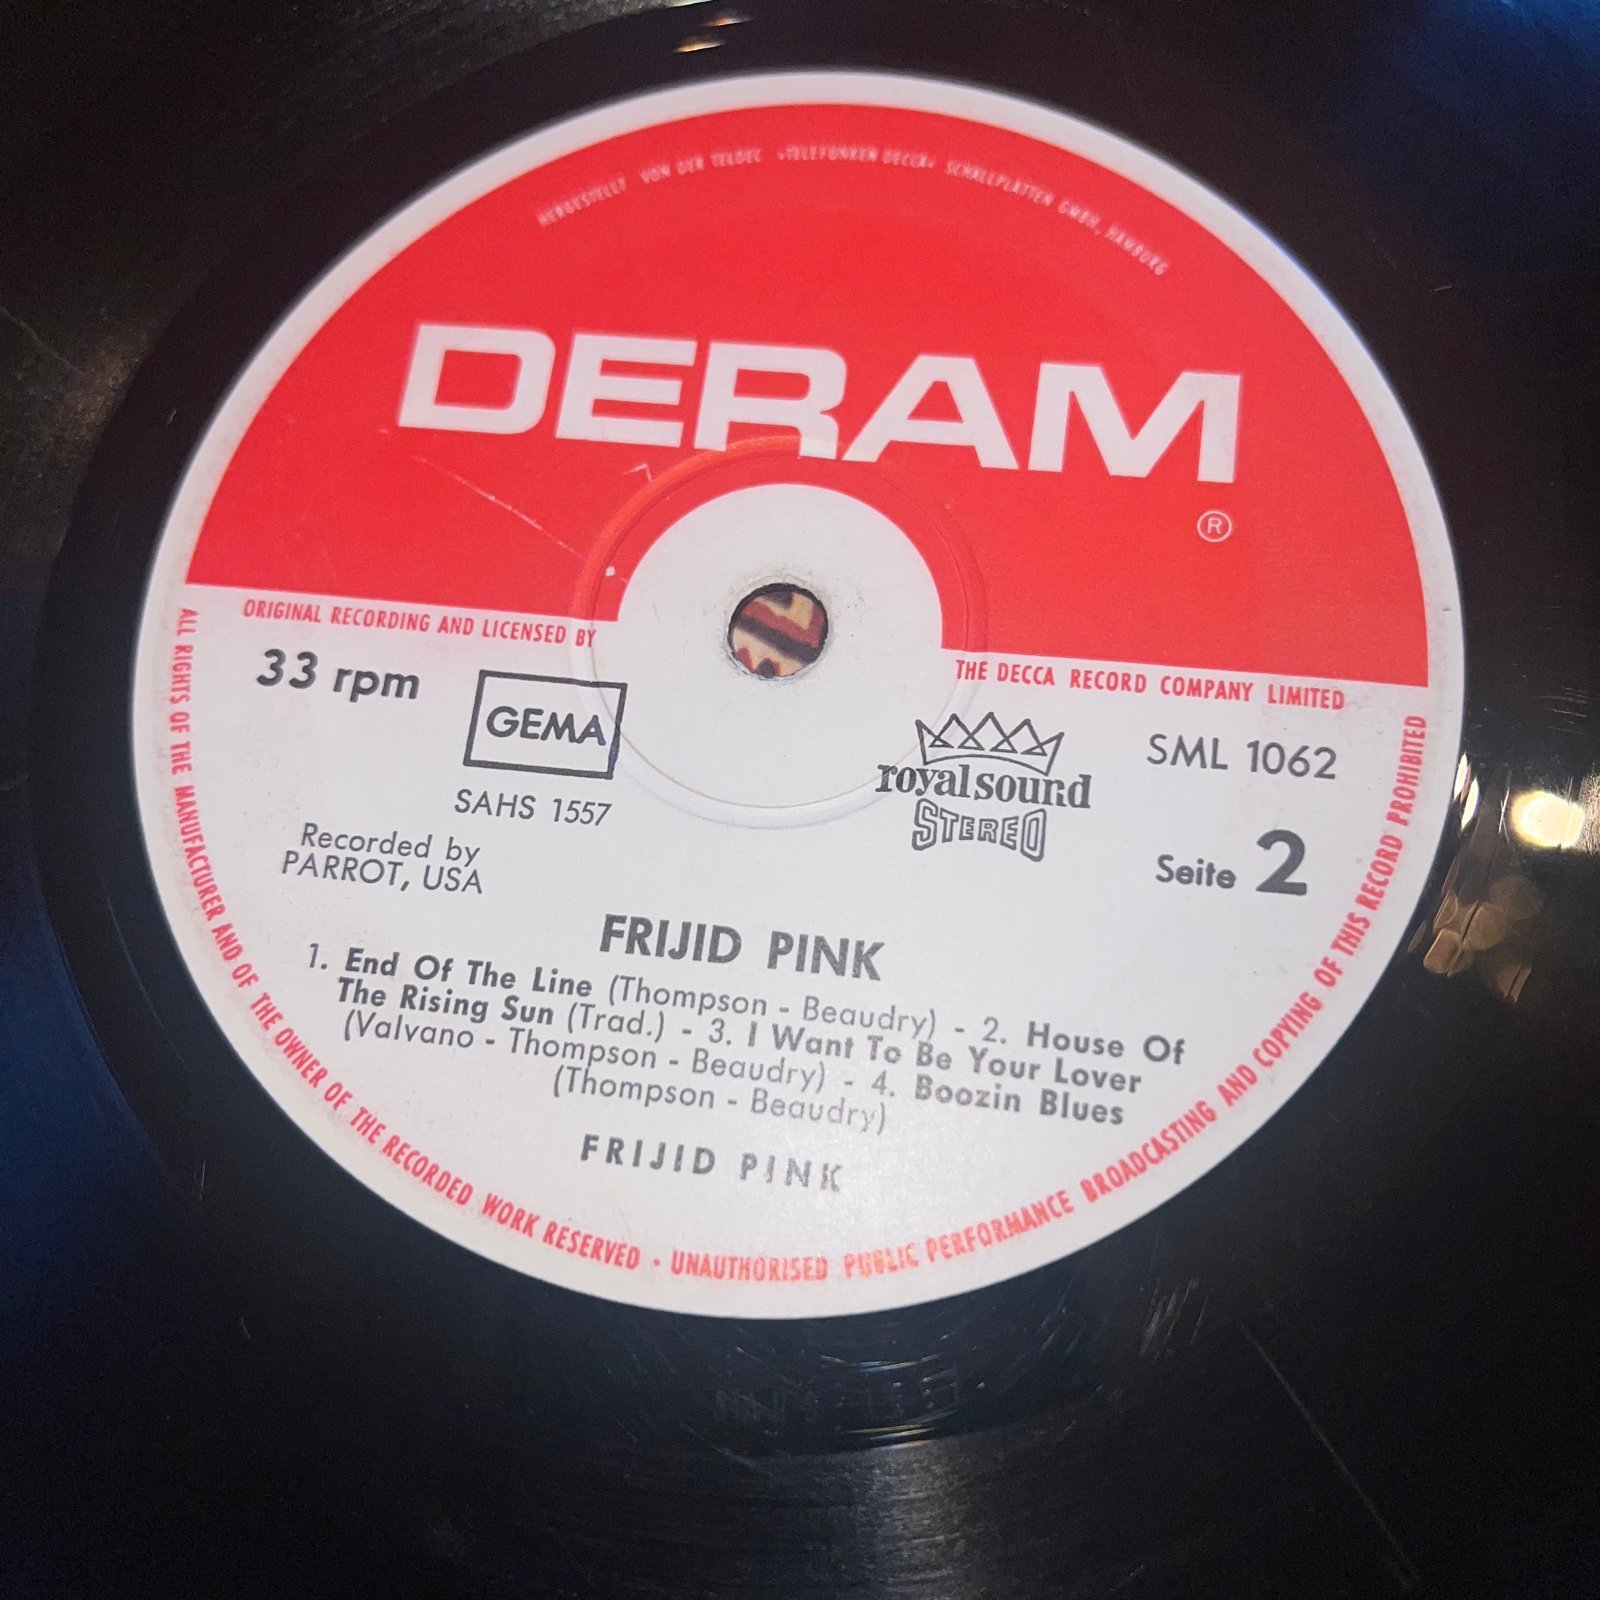 HERGESTELLT VON DER TELDEC »TELEFUNKEN DECCA« SCHALLPLATTEN GMBH, HAMBURG
DERAM
®
ORIGINAL RECORDING AND LICENSED BY THE DECCA RECORD COMPANY LIMITED
33 rpm
GEMA
SAHS 1557
Recorded by
PARROT, USA
royal sound
STEREO
SML 1062
Seite 2
FRIJID PINK
1. End Of The Line (Thompson - Beaudry) - 2. House Of
The Rising Sun (Trad.) - 3. I Want To Be Your Lover
(Valvano - Thompson - Beaudry) - 4. Boozin Blues
(Thompson - Beaudry)
FRIJID PINK
ALL RIGHTS OF THE MANUFACTURER AND OF THE OWNER OF THE RECORDED WORK RESERVED · UNAUTHORISED PUBLIC PERFORMANCE BROADCASTING AND COPYING OF THIS RECORD PROHIBITED